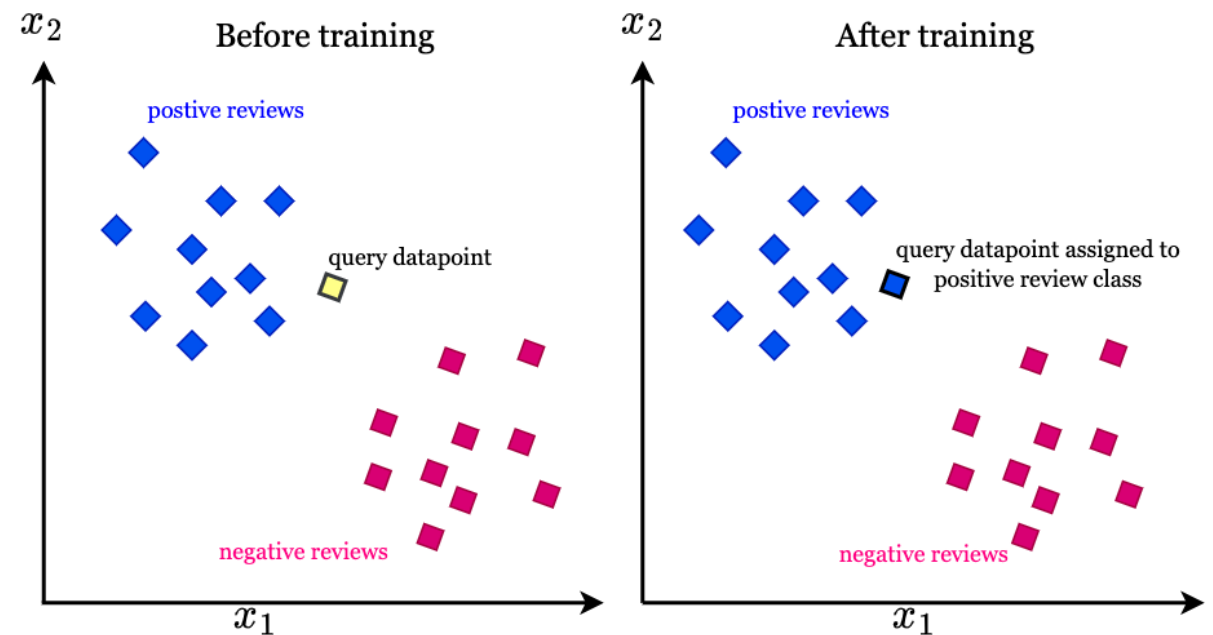 x₂
Before training
postive reviews
query datapoint
negative reviews
x₁
x₂
After training
postive reviews
query datapoint assigned to
positive review class
negative reviews
x₁